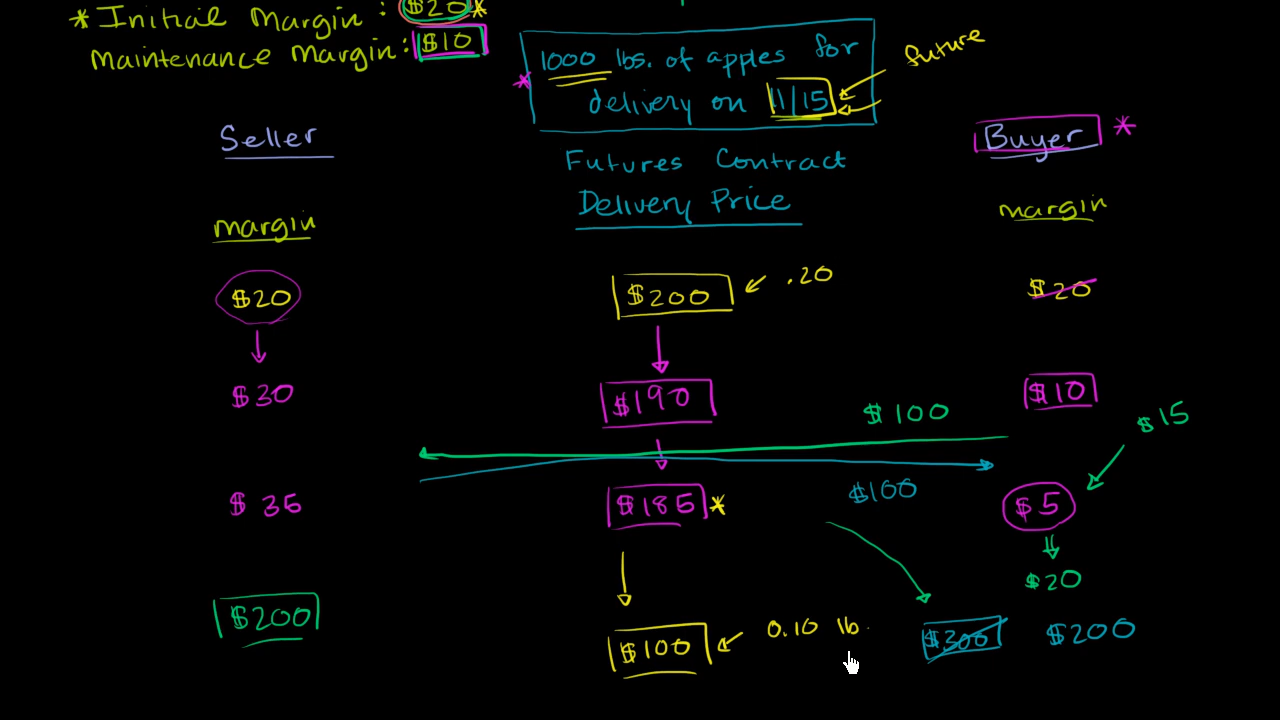 * Initial Margin : $20 *
Maintenance Margin: $10
1000 lbs. of apples for
delivery on 11/15
future
*
Seller
Buyer *
Futures Contract
Delivery Price
margin
margin
$20
$200
.20
$20
$30
$190
$10
$100
$15
$35
$185 *
$100
$5
$20
$200
$100
0.10 lb.
$300
$200